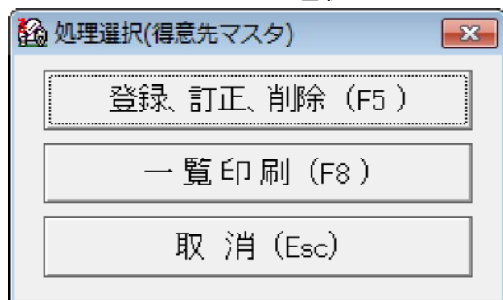 処理選択(得意先マスタ)
登録、訂正、削除 (F5)
一覧印刷 (F8)
取 消 (Esc)